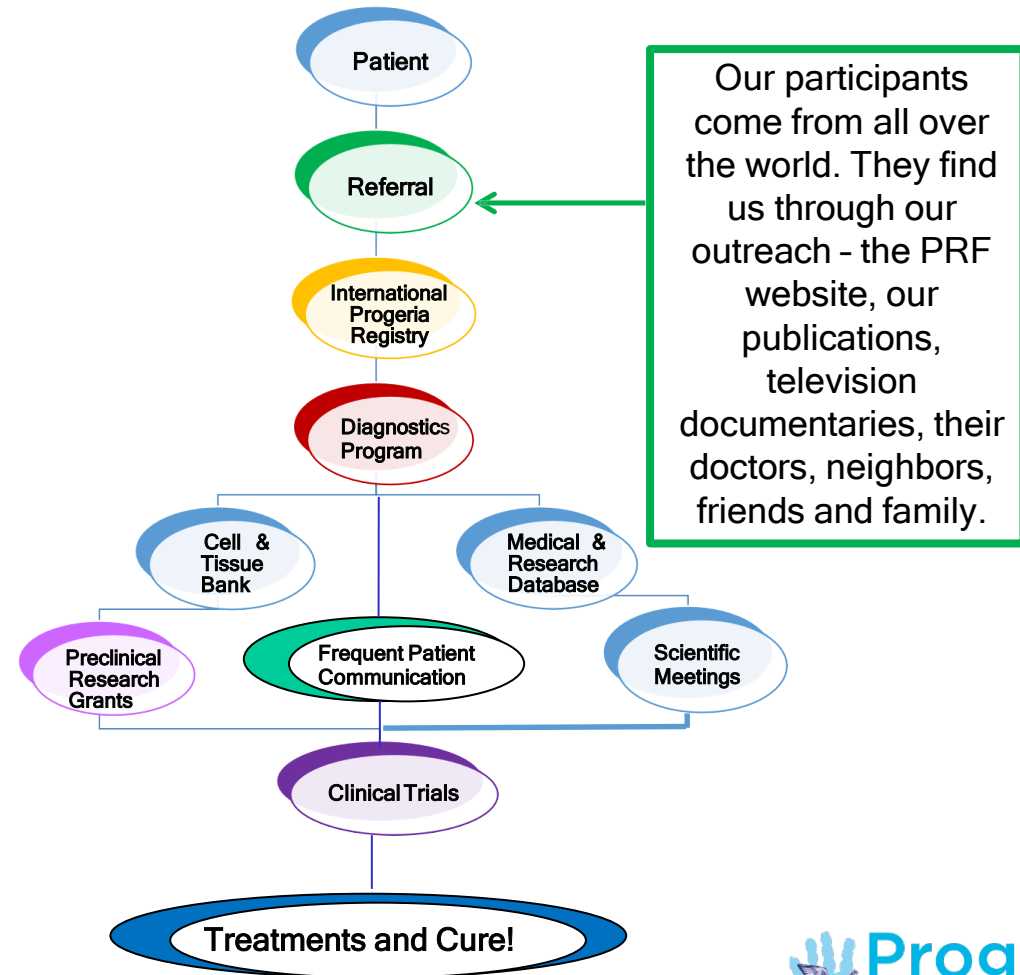 Patient
Referral
International
Progeria
Registry
Diagnostics
Program
Cell & 
Tissue
Bank
Medical &
Research
Database
Preclinical
Research
Grants
Frequent Patient
Communication
Scientific
Meetings
Clinical Trials
Treatments and Cure!
Our participants
come from all over
the world. They find
us through our
outreach – the PRF
website, our
publications,
television
documentaries, their
doctors, neighbors,
friends and family.